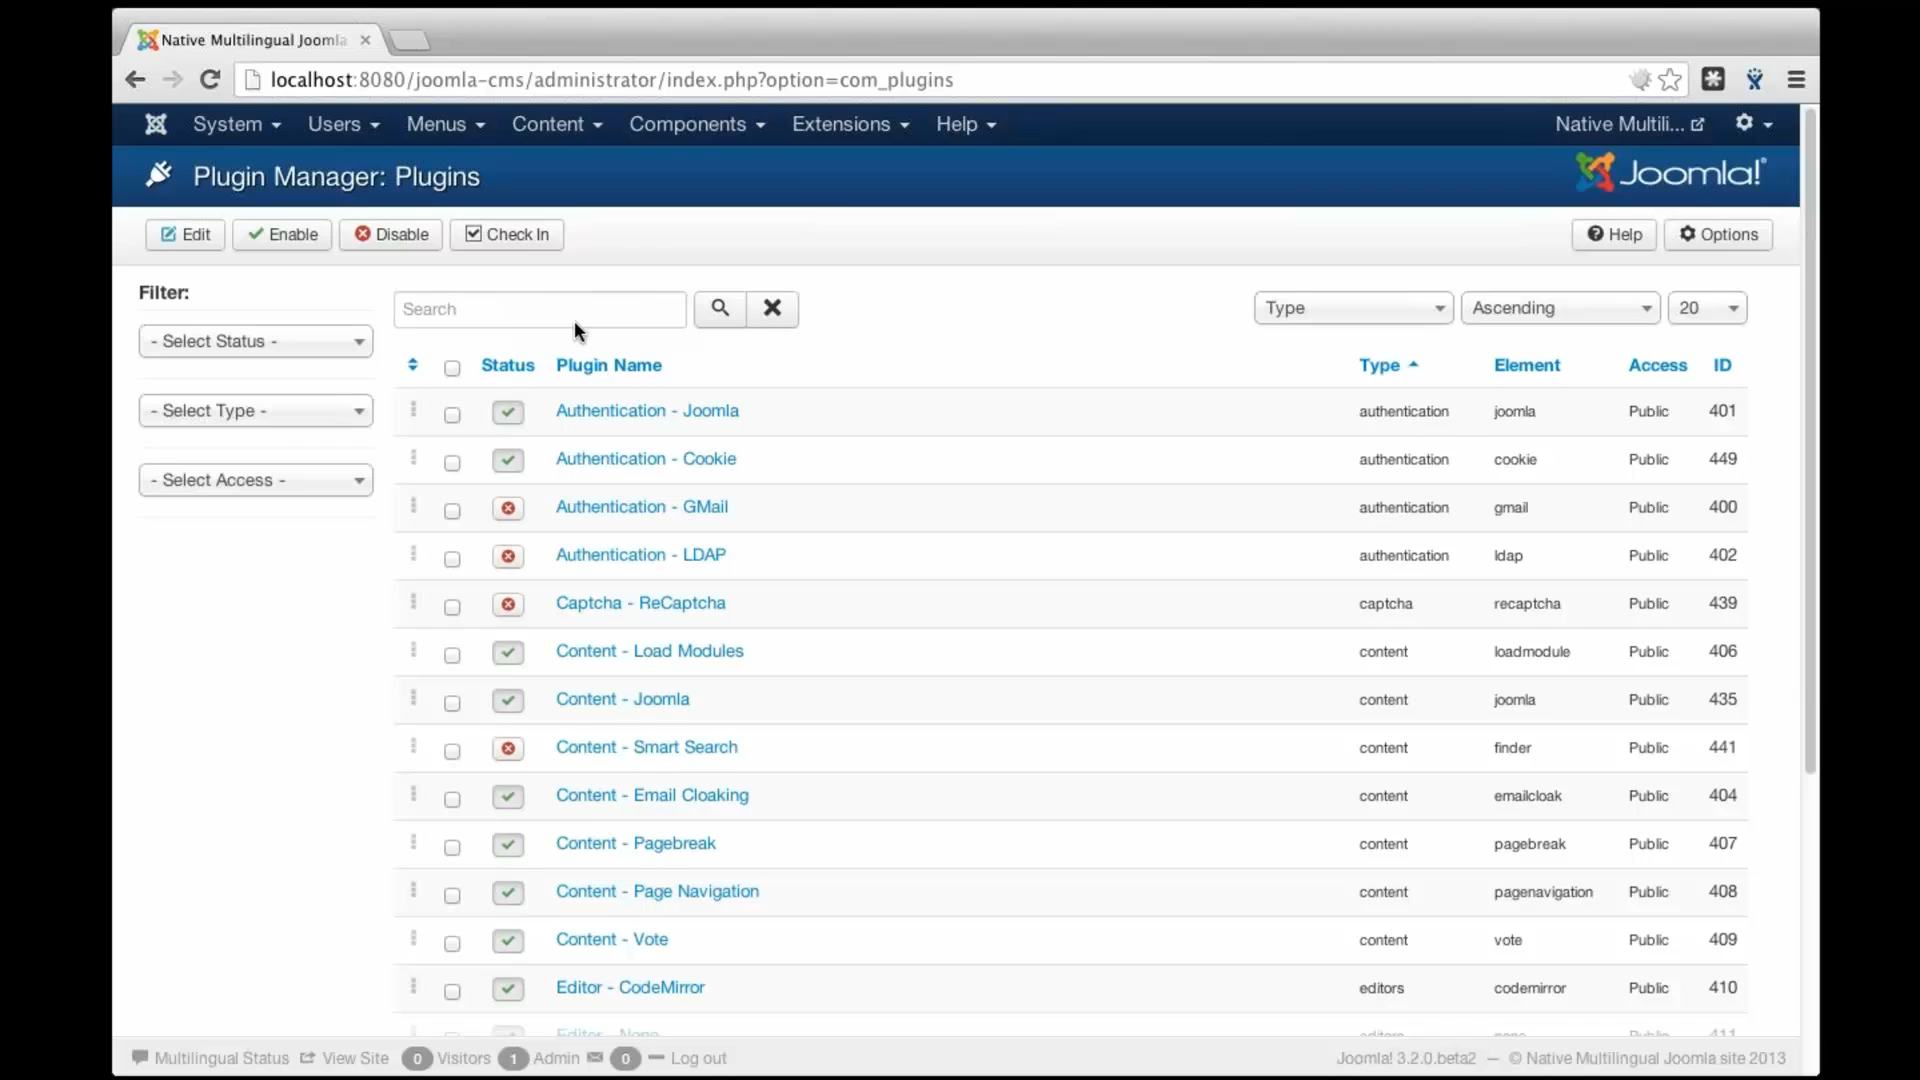 Native Multilingual Joomla
localhost:8080/joomla-cms/administrator/index.php?option=com_plugins
System Users Menus Content Components Extensions Help Native Multili...
Plugin Manager: Plugins Joomla!
Edit Enable Disable Check In Help Options
Filter:
Search Type Ascending 20
- Select Status -
- Select Type -
- Select Access -
Status Plugin Name Type Element Access ID
Authentication - Joomla authentication joomla Public 401
Authentication - Cookie authentication cookie Public 449
Authentication - GMail authentication gmail Public 400
Authentication - LDAP authentication ldap Public 402
Captcha - ReCaptcha captcha recaptcha Public 439
Content - Load Modules content loadmodule Public 406
Content - Joomla content joomla Public 435
Content - Smart Search content finder Public 441
Content - Email Cloaking content emailcloak Public 404
Content - Pagebreak content pagebreak Public 407
Content - Page Navigation content pagenavigation Public 408
Content - Vote content vote Public 409
Editor - CodeMirror editors codemirror Public 410
Editor - None editors none Public 411
Multilingual Status View Site 0 Visitors 1 Admin 0 Log out Joomla! 3.2.0.beta2 — © Native Multilingual Joomla site 2013